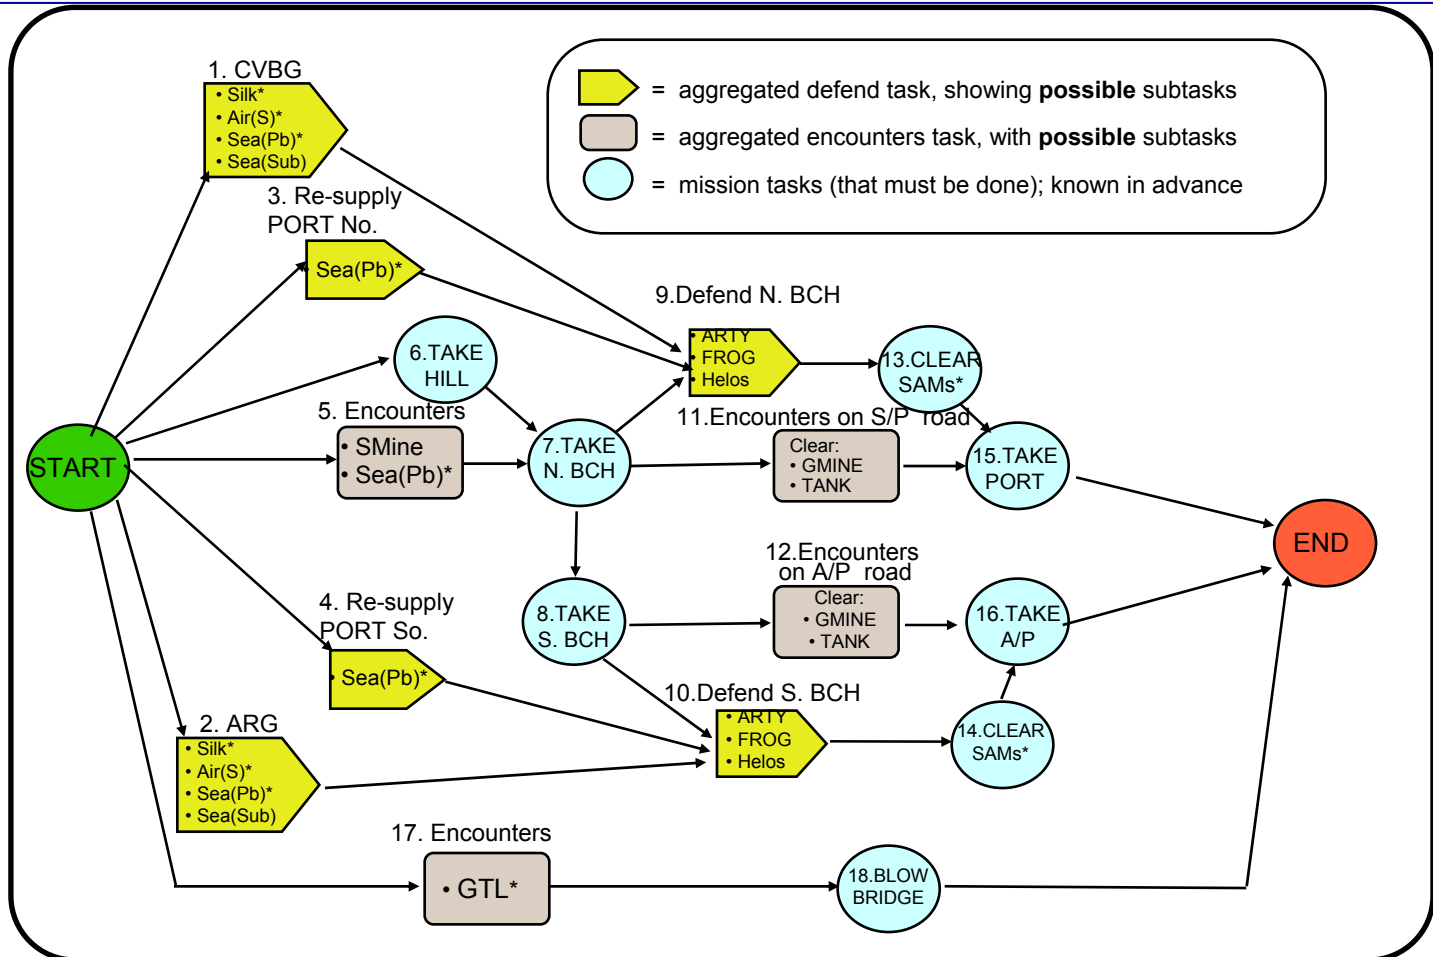 1. CVBG
• Silk*
• Air(S)*
• Sea(Pb)*
• Sea(Sub)
= aggregated defend task, showing possible subtasks
= aggregated encounters task, with possible subtasks
= mission tasks (that must be done); known in advance
3. Re-supply
PORT No.
• Sea(Pb)*
9.Defend N. BCH
• ARTY
• FROG
• Helos
13.CLEAR
SAMs*
6.TAKE
HILL
5. Encounters
• SMine
• Sea(Pb)*
7.TAKE
N. BCH
11.Encounters on S/P road
Clear:
• GMINE
• TANK
15.TAKE
PORT
START
END
12.Encounters
on A/P road
Clear:
• GMINE
• TANK
8.TAKE
S. BCH
16.TAKE
A/P
4. Re-supply
PORT So.
• Sea(Pb)*
10.Defend S. BCH
• ARTY
• FROG
• Helos
14.CLEAR
SAMs*
2. ARG
• Silk*
• Air(S)*
• Sea(Pb)*
• Sea(Sub)
17. Encounters
• GTL*
18.BLOW
BRIDGE